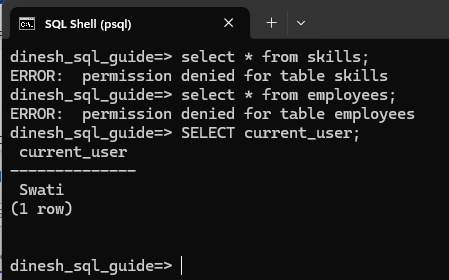 SQL Shell (psql)
dinesh_sql_guide=> select * from skills;
ERROR:  permission denied for table skills
dinesh_sql_guide=> select * from employees;
ERROR:  permission denied for table employees
dinesh_sql_guide=> SELECT current_user;
 current_user
--------------
 Swati
(1 row)
dinesh_sql_guide=>